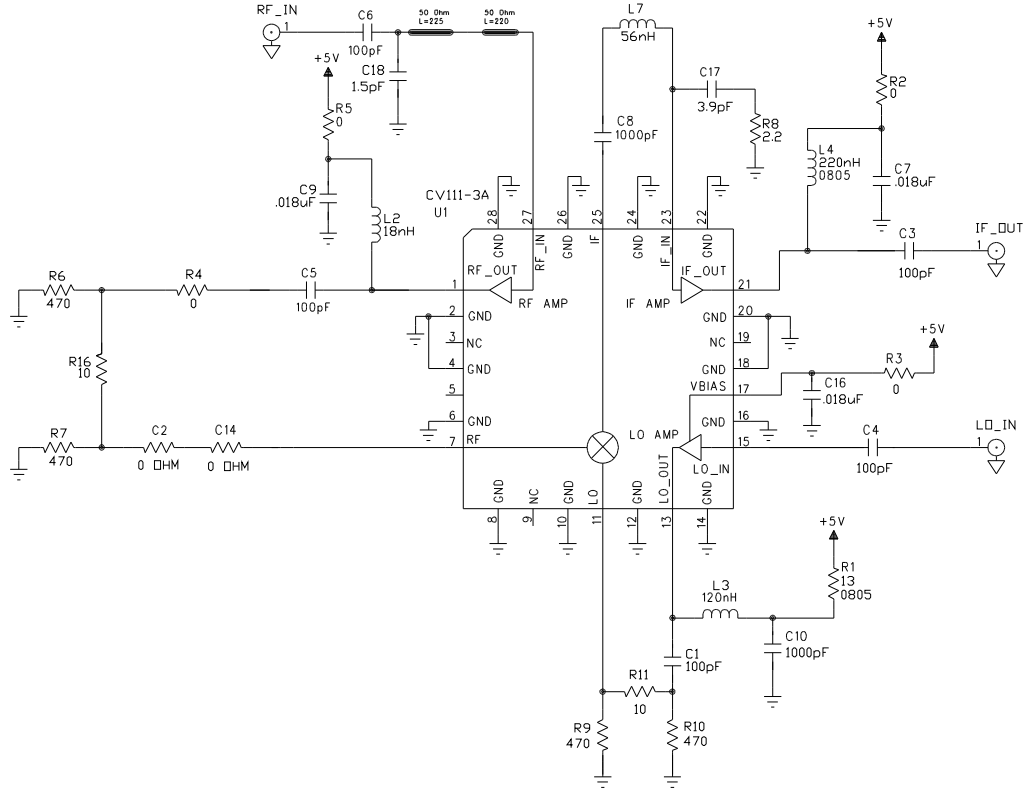 RF_IN
1
C6
100pF
50 Ohm
L=225
50 Ohm
L=220
C18
1.5pF
+5V
R5
0
C9
.018uF
L2
18nH
L7
56nH
C8
1000pF
C17
3.9pF
R8
2.2
+5V
R2
0
L4
220nH
0805
C7
.018uF
C3
100pF
IF_OUT
1
CV111-3A
U1
28
27
26
25
24
23
22
GND
RF_IN
GND
IF
GND
IF_IN
GND
R6
470
R4
0
C5
100pF
1
RF_OUT
RF AMP
IF_OUT
IF AMP
21
2
GND
GND
20
3
NC
NC
19
4
GND
GND
18
5
VBIAS
17
6
GND
GND
16
7
RF
LO AMP
LO_IN
15
+5V
R3
0
C16
.018uF
LO_IN
1
C4
100pF
R16
10
R7
470
C2
0 OHM
C14
0 OHM
GND
NC
GND
LO
GND
LO_OUT
GND
8
9
10
11
12
13
14
+5V
R1
13
0805
L3
120nH
C10
1000pF
C1
100pF
R11
10
R9
470
R10
470